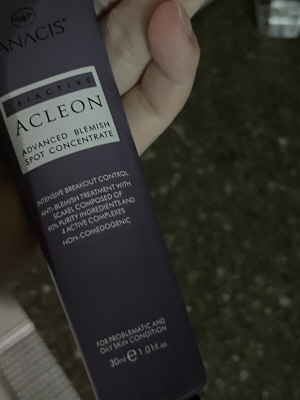 ANACIS®
TRIACTIVE
ACLEON
ADVANCED BLEMISH
SPOT CONCENTRATE
INTENSIVE BREAKOUT CONTROL
ANTI-BLEMISH TREATMENT WITH
SCAREL COMPOSED OF
90% PURITY INGREDIENTS AND
4 ACTIVE COMPLEXES
NON-COMEDOGENIC
FOR PROBLEMATIC AND
OILY SKIN CONDITION
30ml ℮ 1.01fl.oz.